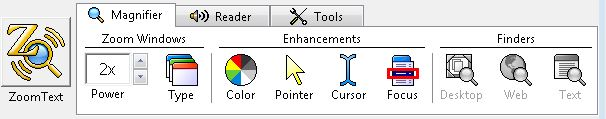 Magnifier Reader Tools
Zoom Windows Enhancements Finders
2x
ZoomText Power Type Color Pointer Cursor Focus Desktop Web Text